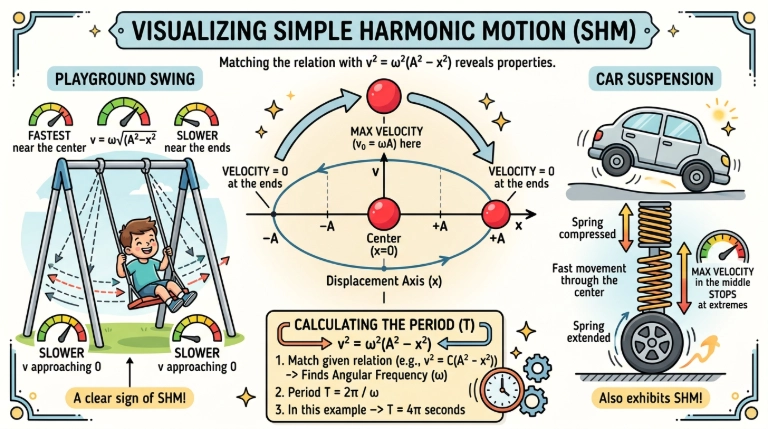 VISUALIZING SIMPLE HARMONIC MOTION (SHM)
Matching the relation with v² = ω²(A² − x²) reveals properties.
PLAYGROUND SWING
FASTEST
near the center
v = ω√(A²−x²
SLOWER
near the ends
SLOWER
v approaching 0
SLOWER
v approaching 0
A clear sign of SHM!
MAX VELOCITY
(v₀ = ωA) here
VELOCITY = 0
at the ends
VELOCITY = 0
at the ends
v
−A
−A
Center
(x=0)
+A
+A
x
Displacement Axis (x)
CALCULATING THE PERIOD (T)
v² = ω²(A² − x²)
1. Match given relation (e.g., v² = C(A² − x²))
-> Finds Angular Frequency (ω)
2. Period T = 2π / ω
3. In this example –> T = 4π seconds
CAR SUSPENSION
Spring
compressed
Fast movement
through the
center
Spring
extended
MAX VELOCITY
in the middle
STOPS
at extremes
Also exhibits SHM!